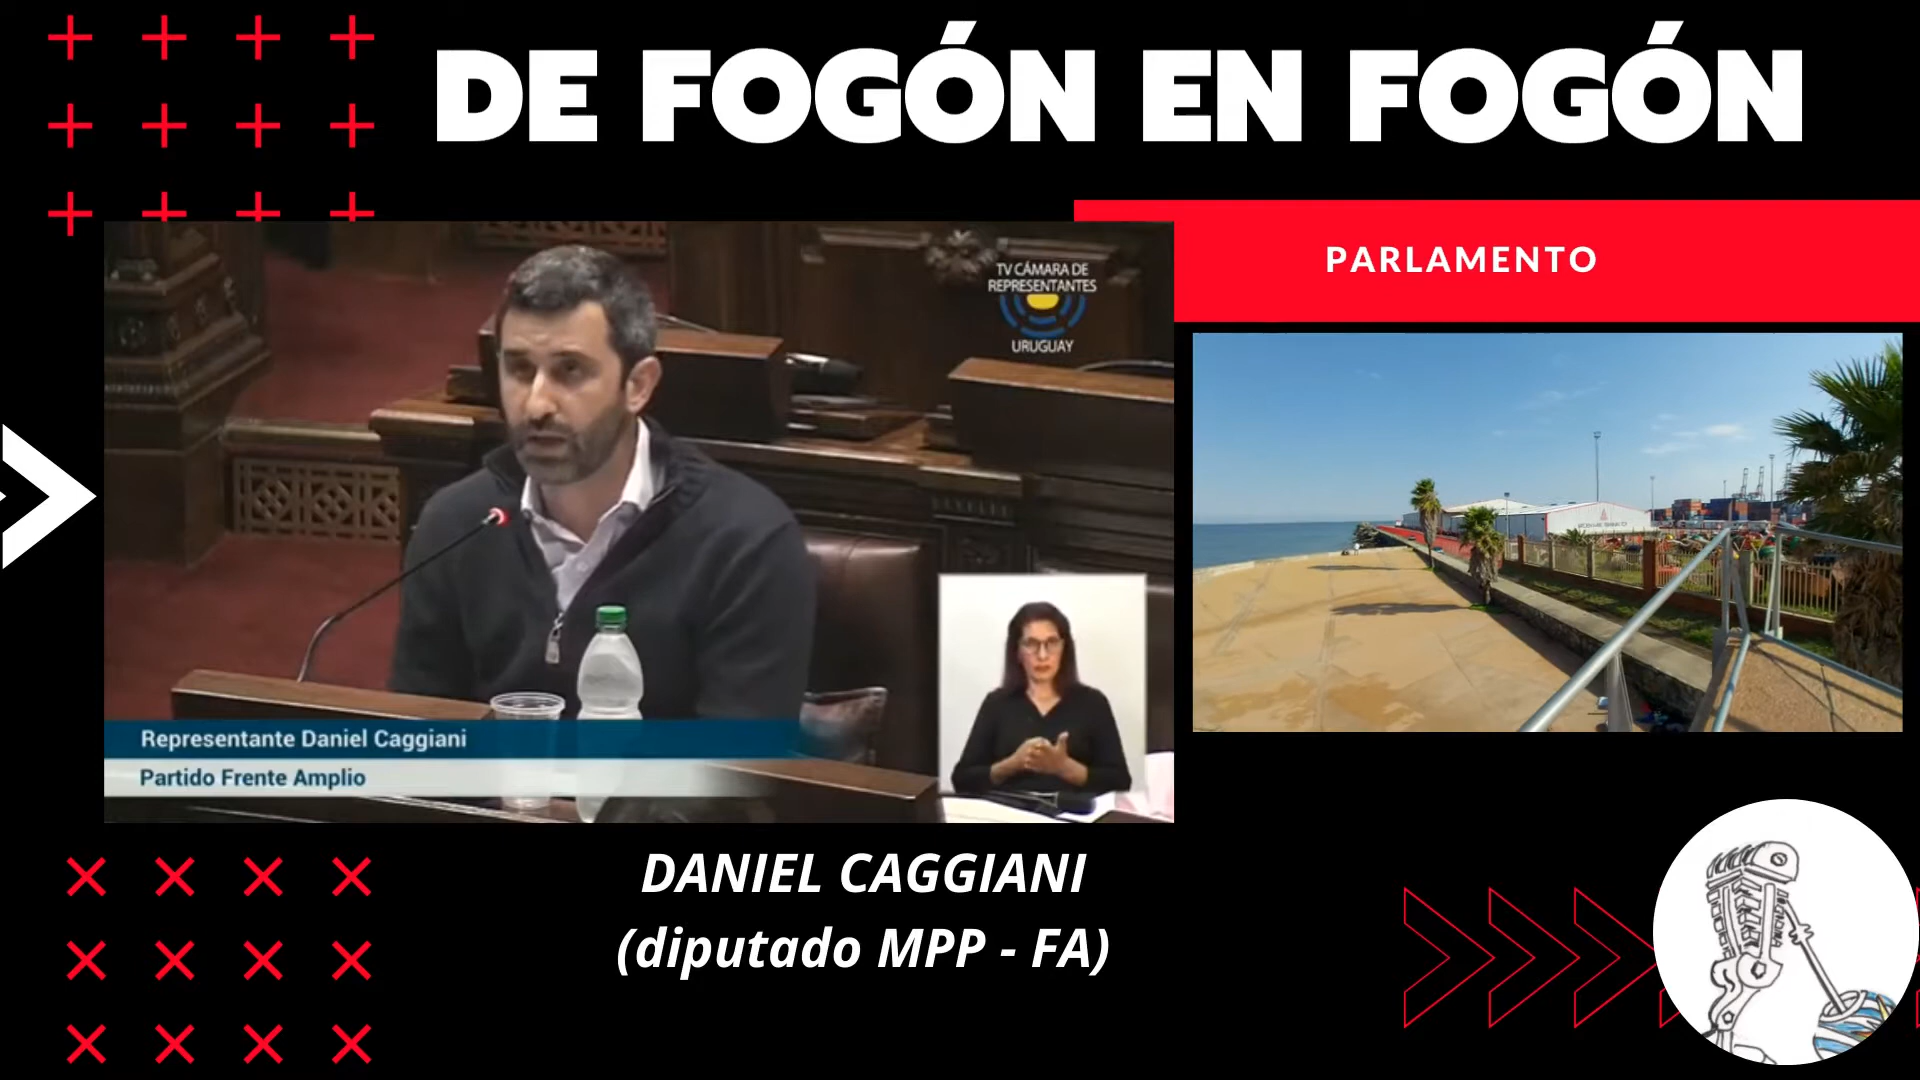 DE FOGÓN EN FOGÓN
PARLAMENTO
TV CÁMARA DE
REPRESENTANTES
URUGUAY
Representante Daniel Caggiani
Partido Frente Amplio
DANIEL CAGGIANI
(diputado MPP - FA)